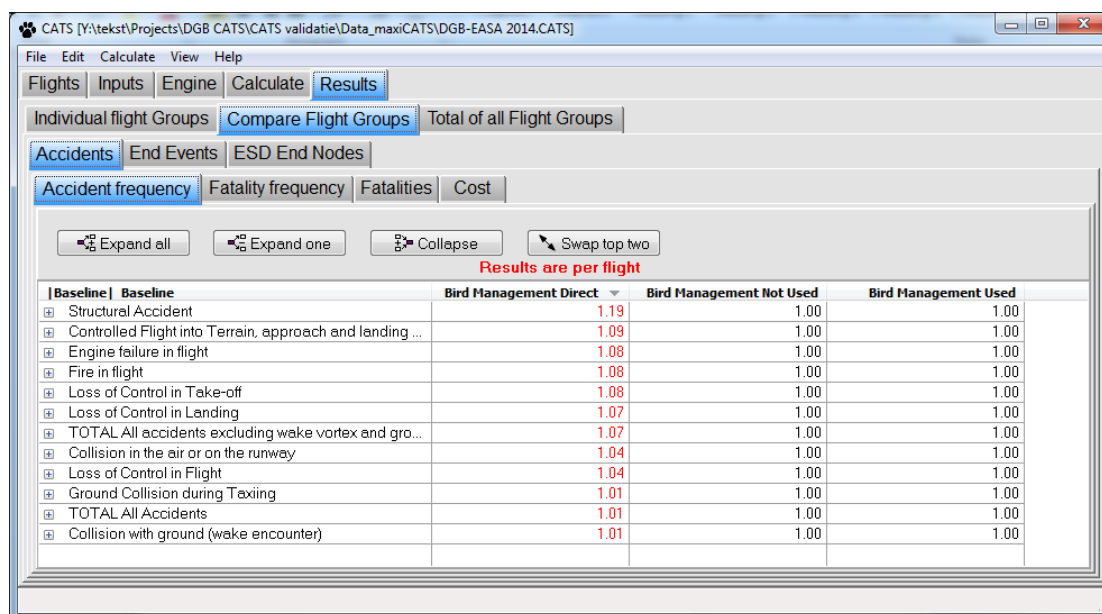 CATS [Y:\tekst\Projects\DGB CATS\CATS validatie\Data_maxiCATS\DGB-EASA 2014.CATS]
File Edit Calculate View Help
Flights Inputs Engine Calculate Results
Individual flight Groups Compare Flight Groups Total of all Flight Groups
Accidents End Events ESD End Nodes
Accident frequency Fatality frequency Fatalities Cost
Expand all Expand one Collapse Swap top two
Results are per flight
|Baseline| Baseline Bird Management Direct Bird Management Not Used Bird Management Used
Structural Accident 1.19 1.00 1.00
Controlled Flight into Terrain, approach and landing ... 1.09 1.00 1.00
Engine failure in flight 1.08 1.00 1.00
Fire in flight 1.08 1.00 1.00
Loss of Control in Take-off 1.08 1.00 1.00
Loss of Control in Landing 1.07 1.00 1.00
TOTAL All accidents excluding wake vortex and gro... 1.07 1.00 1.00
Collision in the air or on the runway 1.04 1.00 1.00
Loss of Control in Flight 1.04 1.00 1.00
Ground Collision during Taxiing 1.01 1.00 1.00
TOTAL All Accidents 1.01 1.00 1.00
Collision with ground (wake encounter) 1.01 1.00 1.00